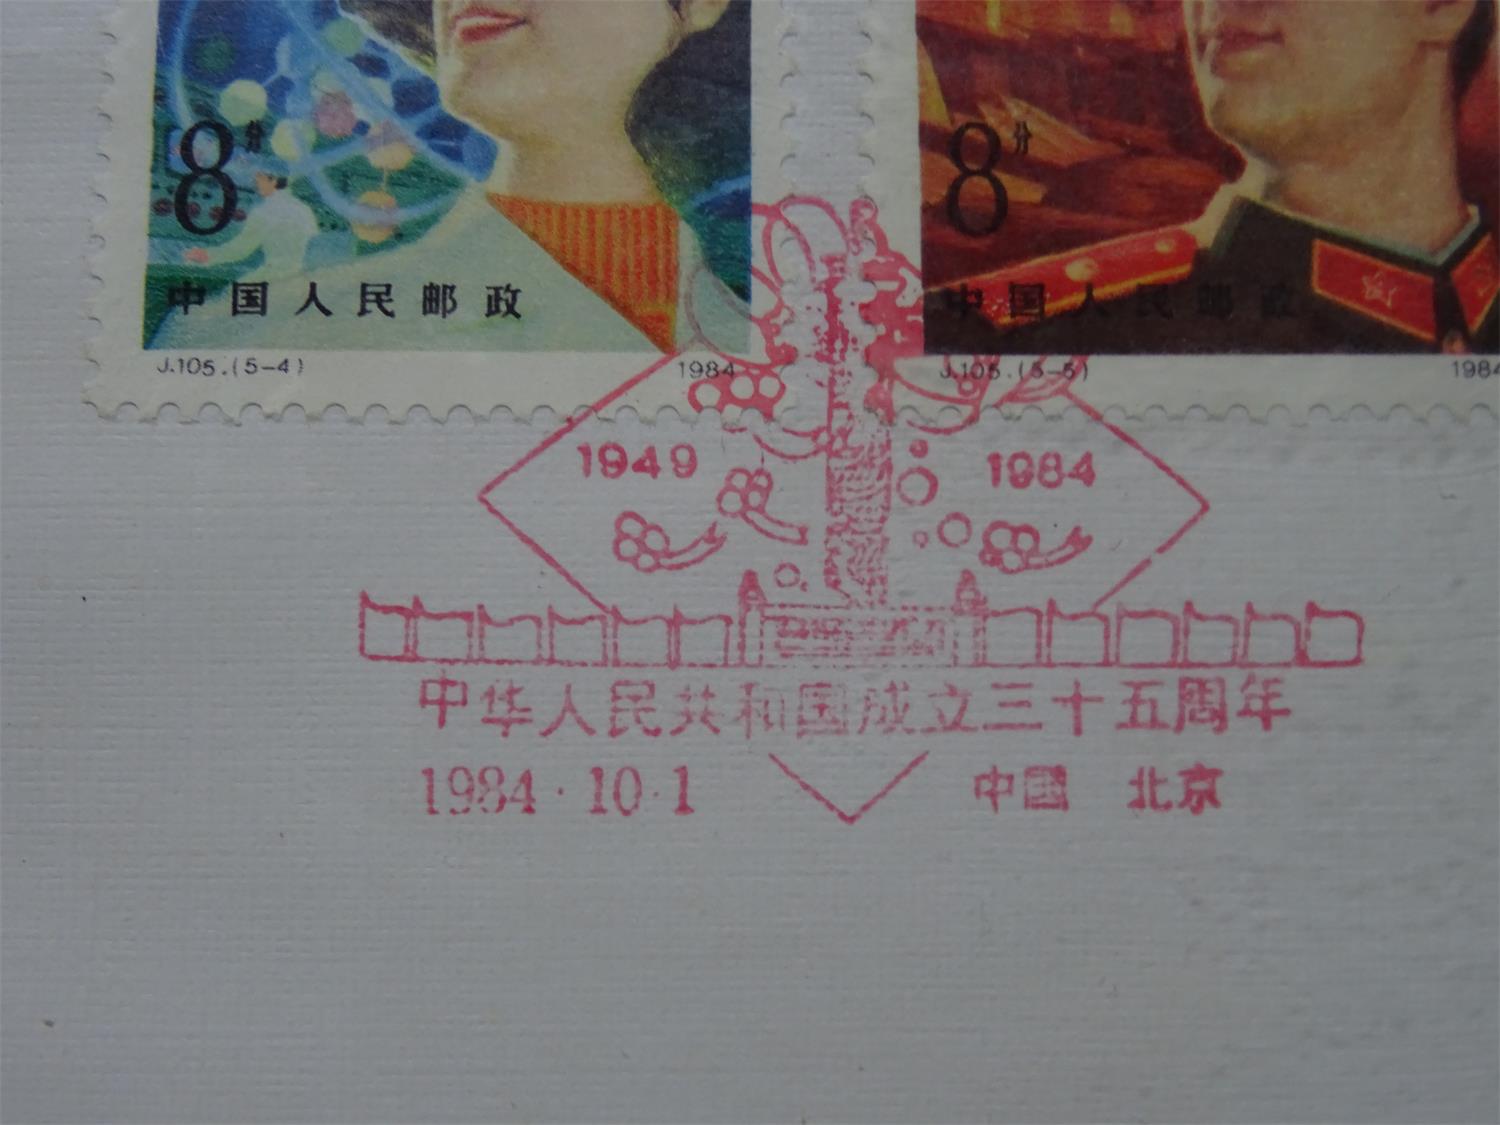 8分
中国人民邮政
J.105.(5-4)
1984
8分
中国人民邮政
J.105.(5-5)
1984
1949
1984
中华人民共和国成立三十五周年
1984·10·1
中国 北京